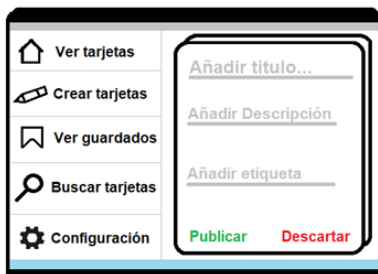 Ver tarjetas
Crear tarjetas
Ver guardados
Buscar tarjetas
Configuración
Añadir titulo...
Añadir Descripción
Añadir etiqueta
Publicar
Descartar